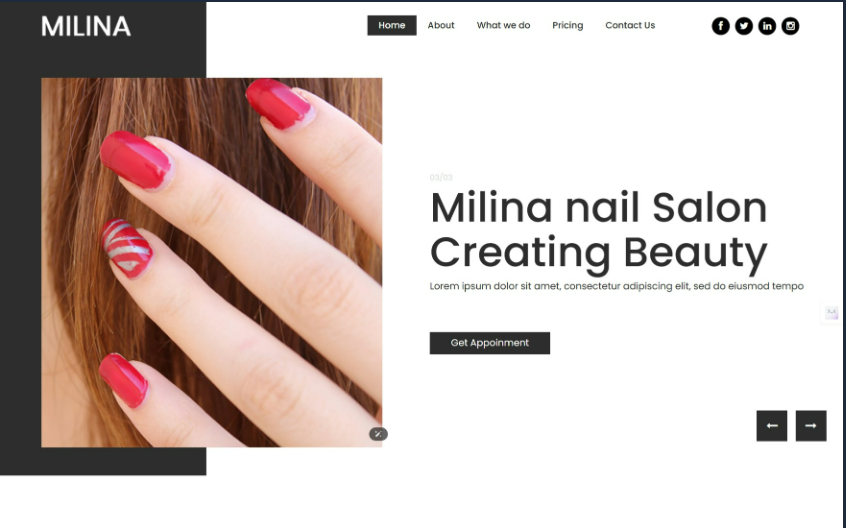 MILINA
Home About What we do Pricing Contact Us
03/03
Milina nail Salon
Creating Beauty
Lorem ipsum dolor sit amet, consectetur adipiscing elit, sed do eiusmod tempo
Get Appoinment